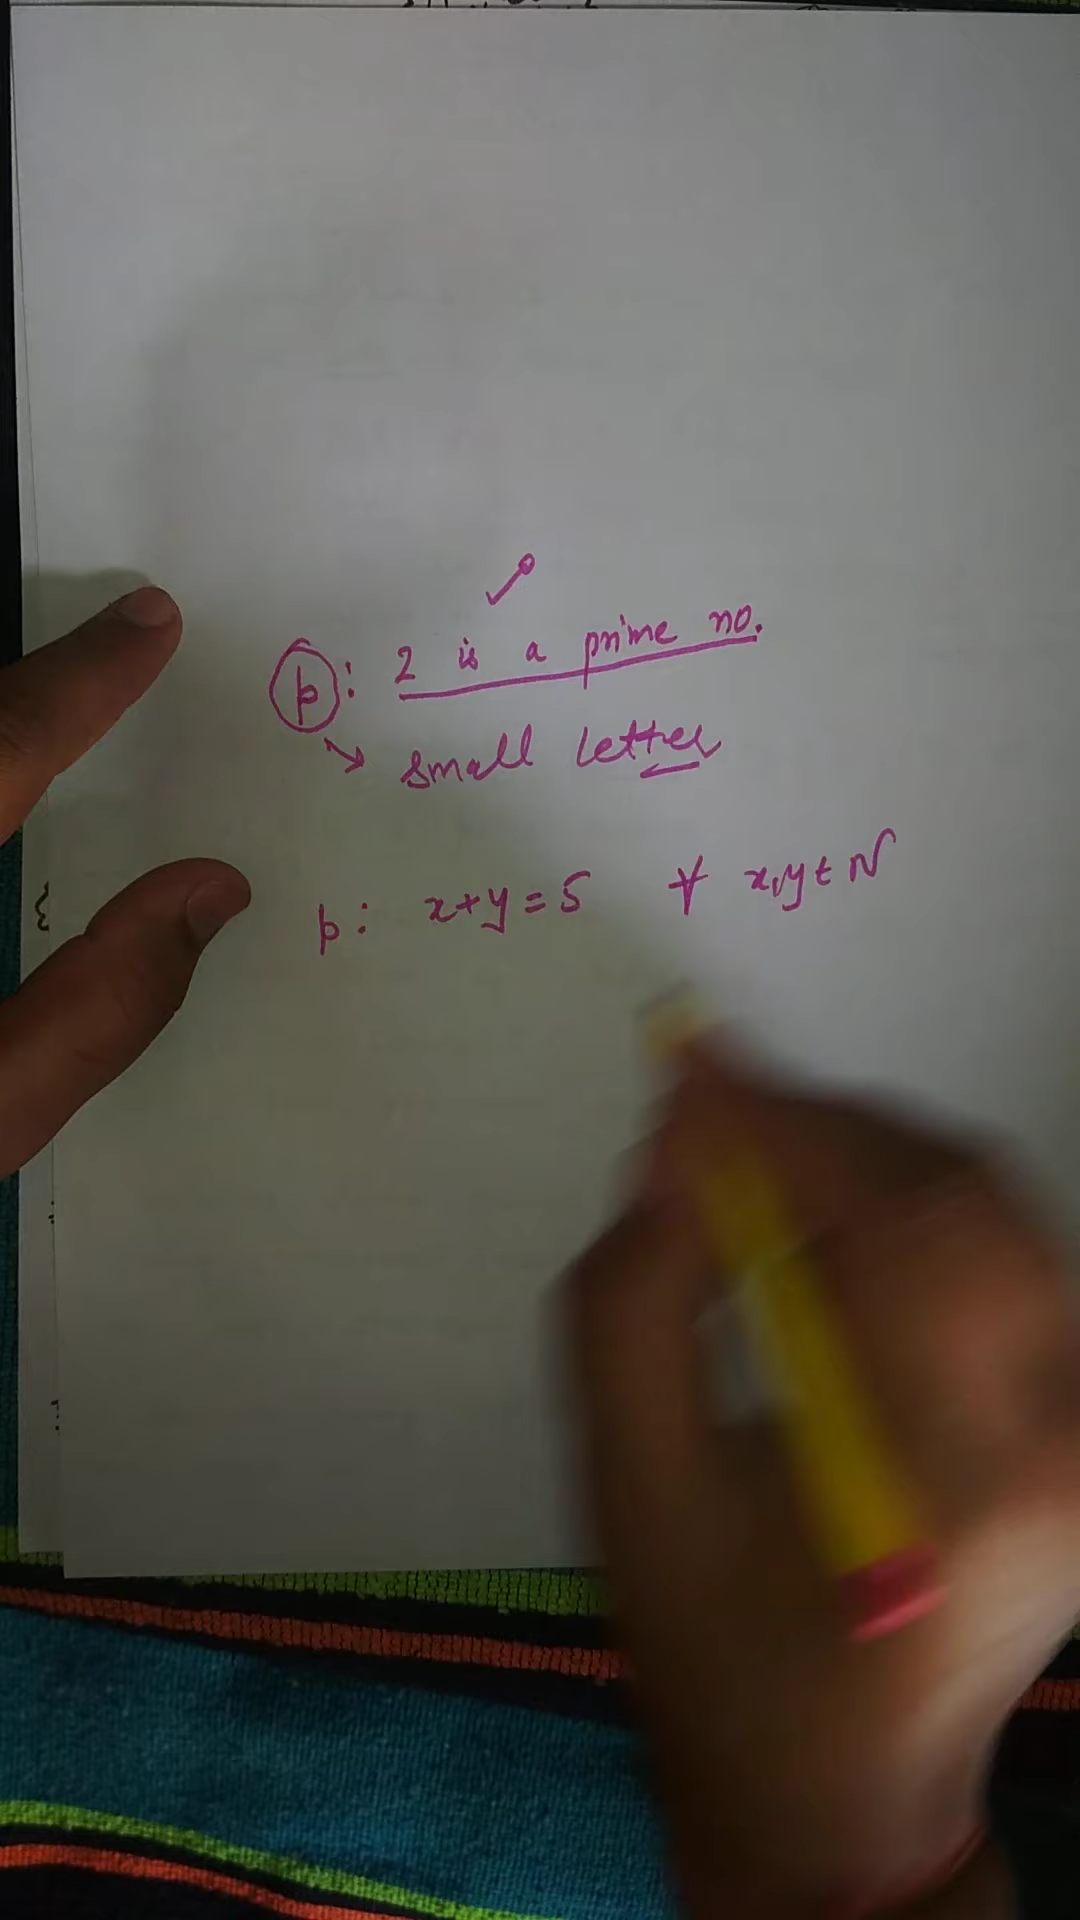 p: 2 is a prime no.
small letter
p: x+y=5 ∀ x,y ∈ N